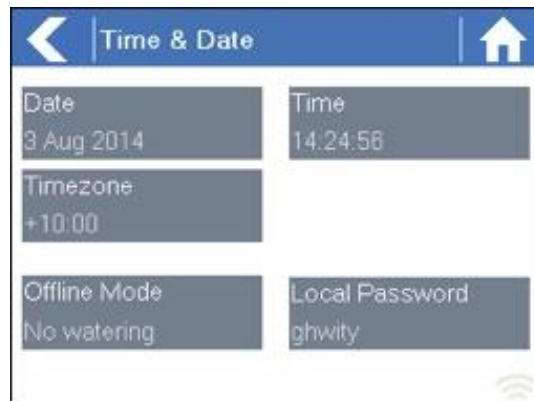 Time & Date
Date
3 Aug 2014
Time
14:24:56
Timezone
+10:00
Offline Mode
No watering
Local Password
ghwity